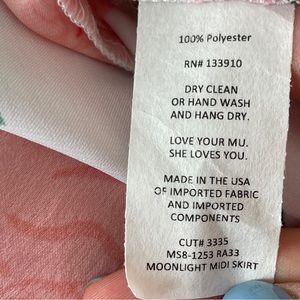 100% Polyester
RN# 133910
DRY CLEAN
OR HAND WASH
AND HANG DRY.
LOVE YOUR MU.
SHE LOVES YOU.
MADE IN THE USA
OF IMPORTED FABRIC
AND IMPORTED
COMPONENTS
CUT# 3335
MS8-1253 RA33
MOONLIGHT MIDI SKIRT